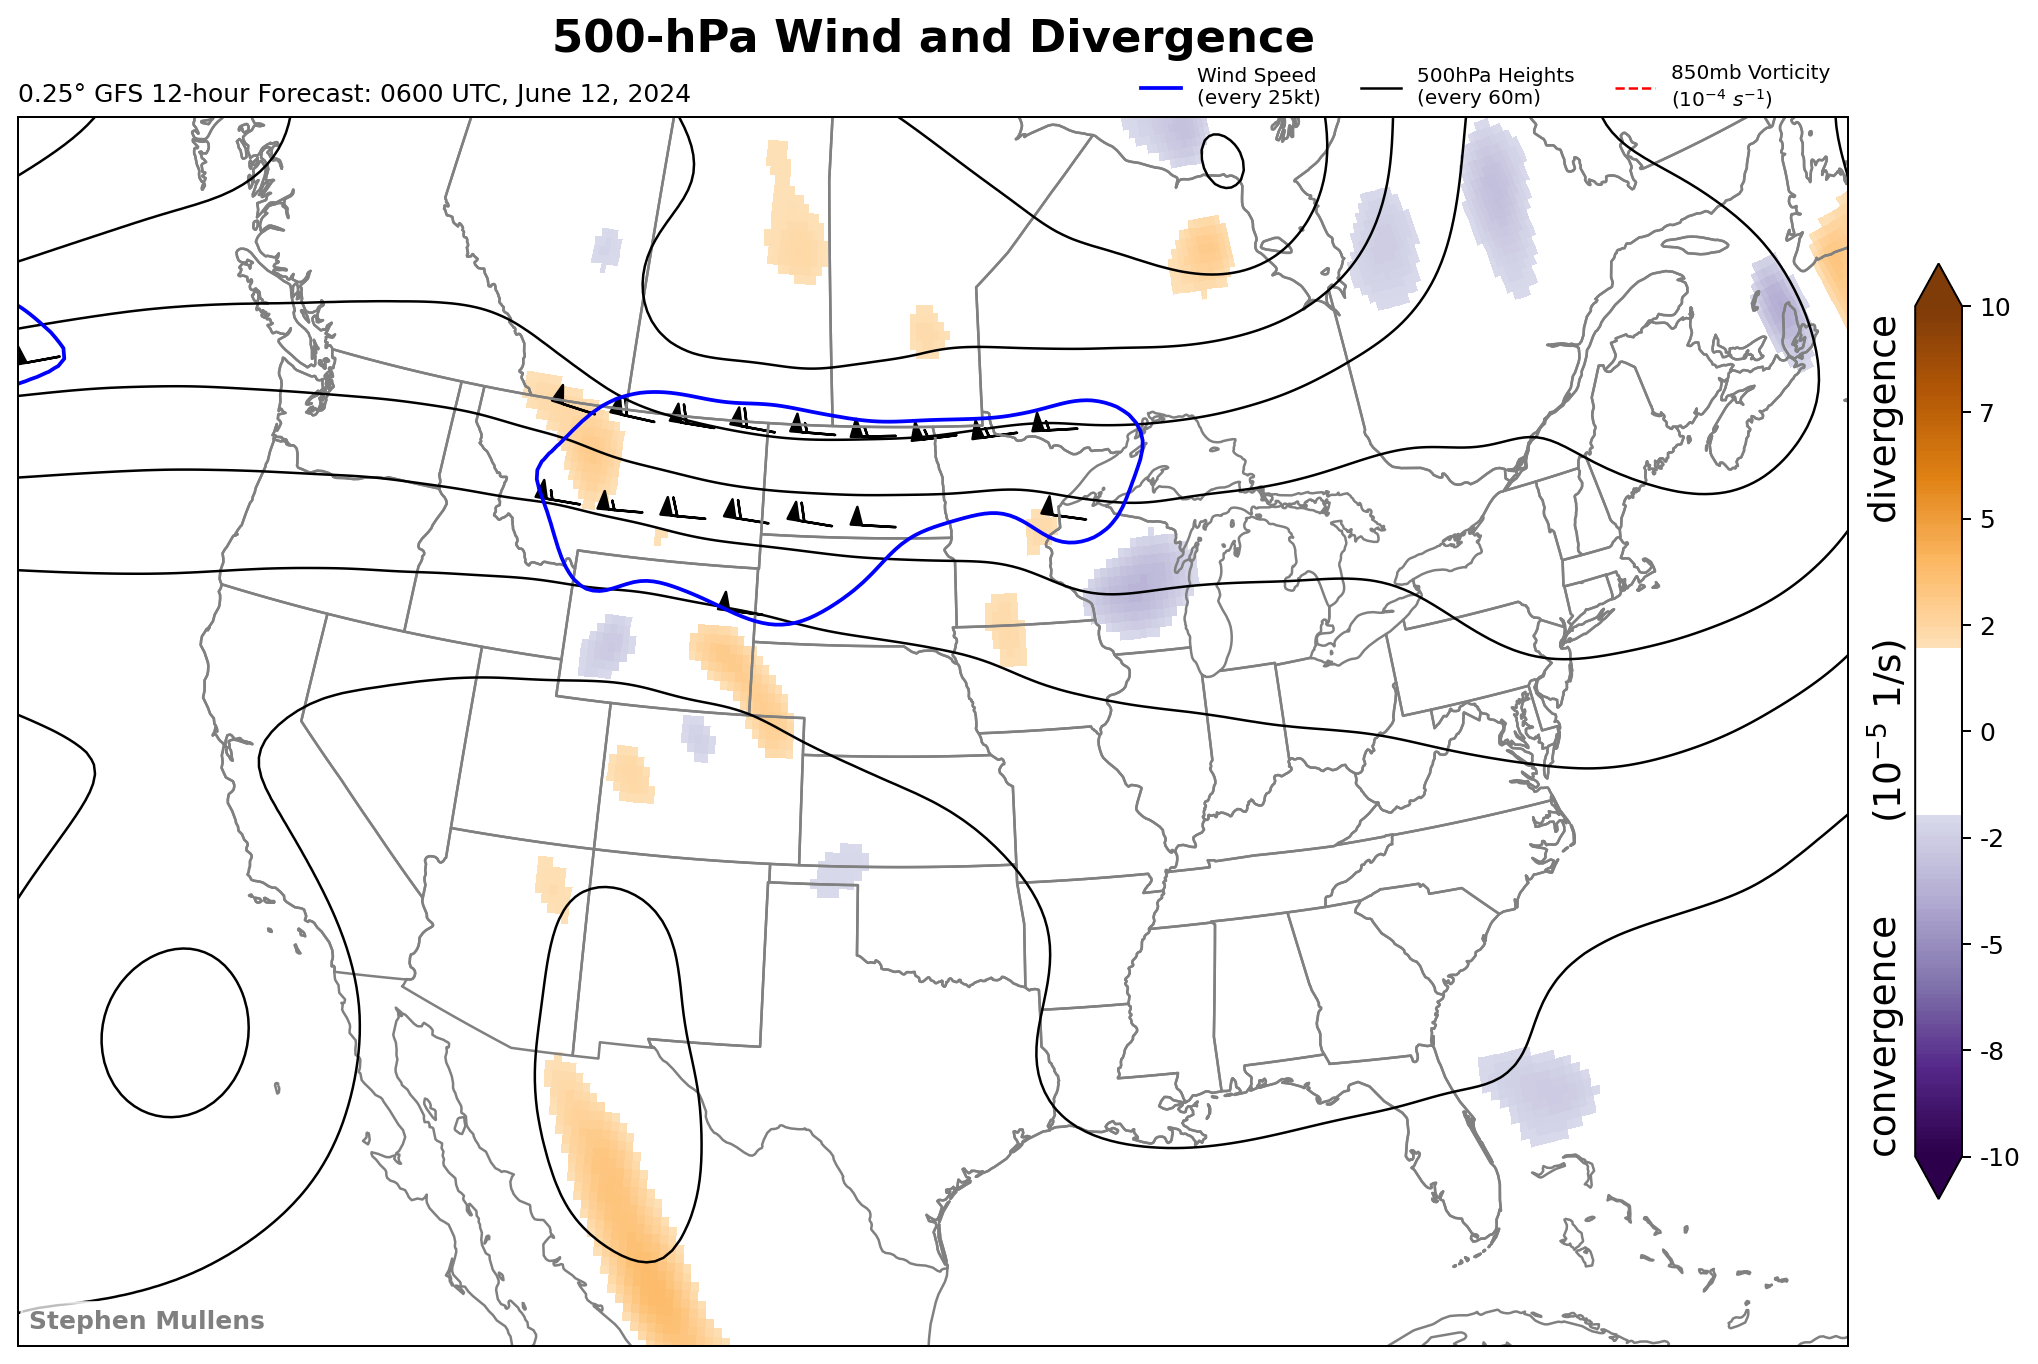 500-hPa Wind and Divergence
0.25° GFS 12-hour Forecast: 0600 UTC, June 12, 2024
Wind Speed
(every 25kt)
500hPa Heights
(every 60m)
850mb Vorticity
(10⁻⁴ s⁻¹)
10
7
5
2
0
-2
-5
-8
-10
convergence (10⁻⁵ 1/s) divergence
Stephen Mullens